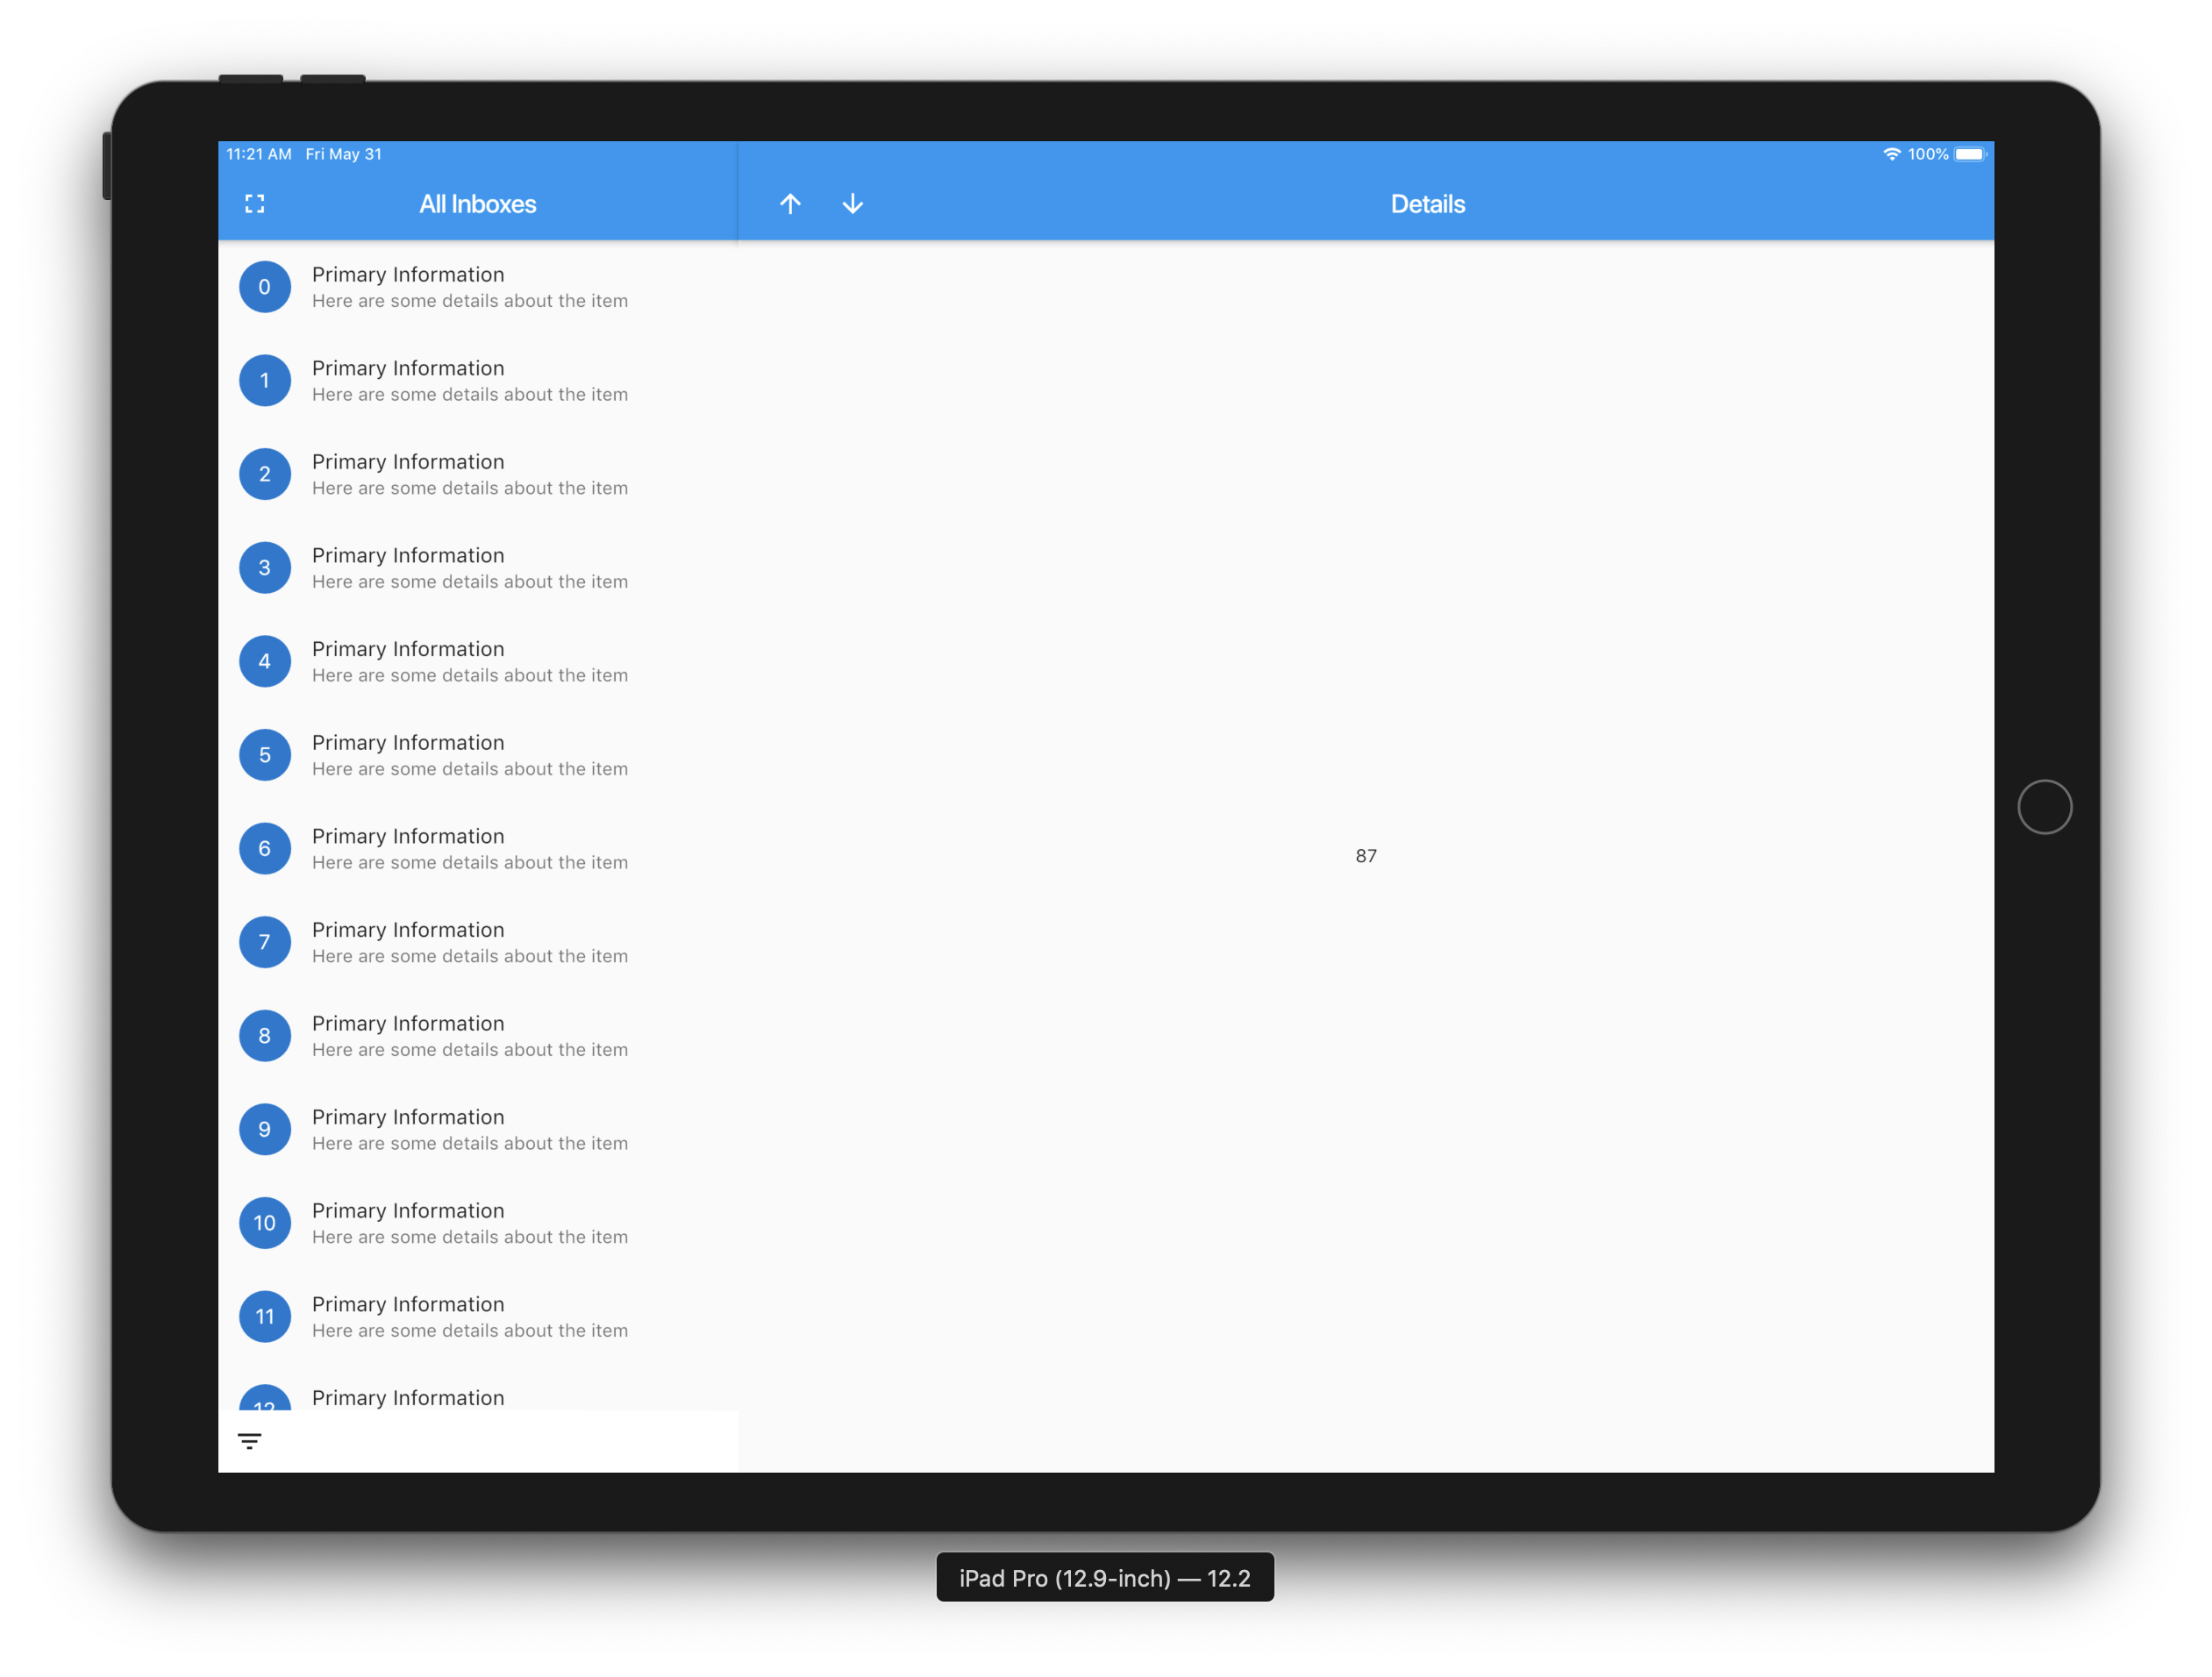 11:21 AM Fri May 31
100%
All Inboxes
Details
0
Primary Information
Here are some details about the item
1
Primary Information
Here are some details about the item
2
Primary Information
Here are some details about the item
3
Primary Information
Here are some details about the item
4
Primary Information
Here are some details about the item
5
Primary Information
Here are some details about the item
6
Primary Information
Here are some details about the item
7
Primary Information
Here are some details about the item
8
Primary Information
Here are some details about the item
9
Primary Information
Here are some details about the item
10
Primary Information
Here are some details about the item
11
Primary Information
Here are some details about the item
12
Primary Information
87
iPad Pro (12.9-inch) — 12.2